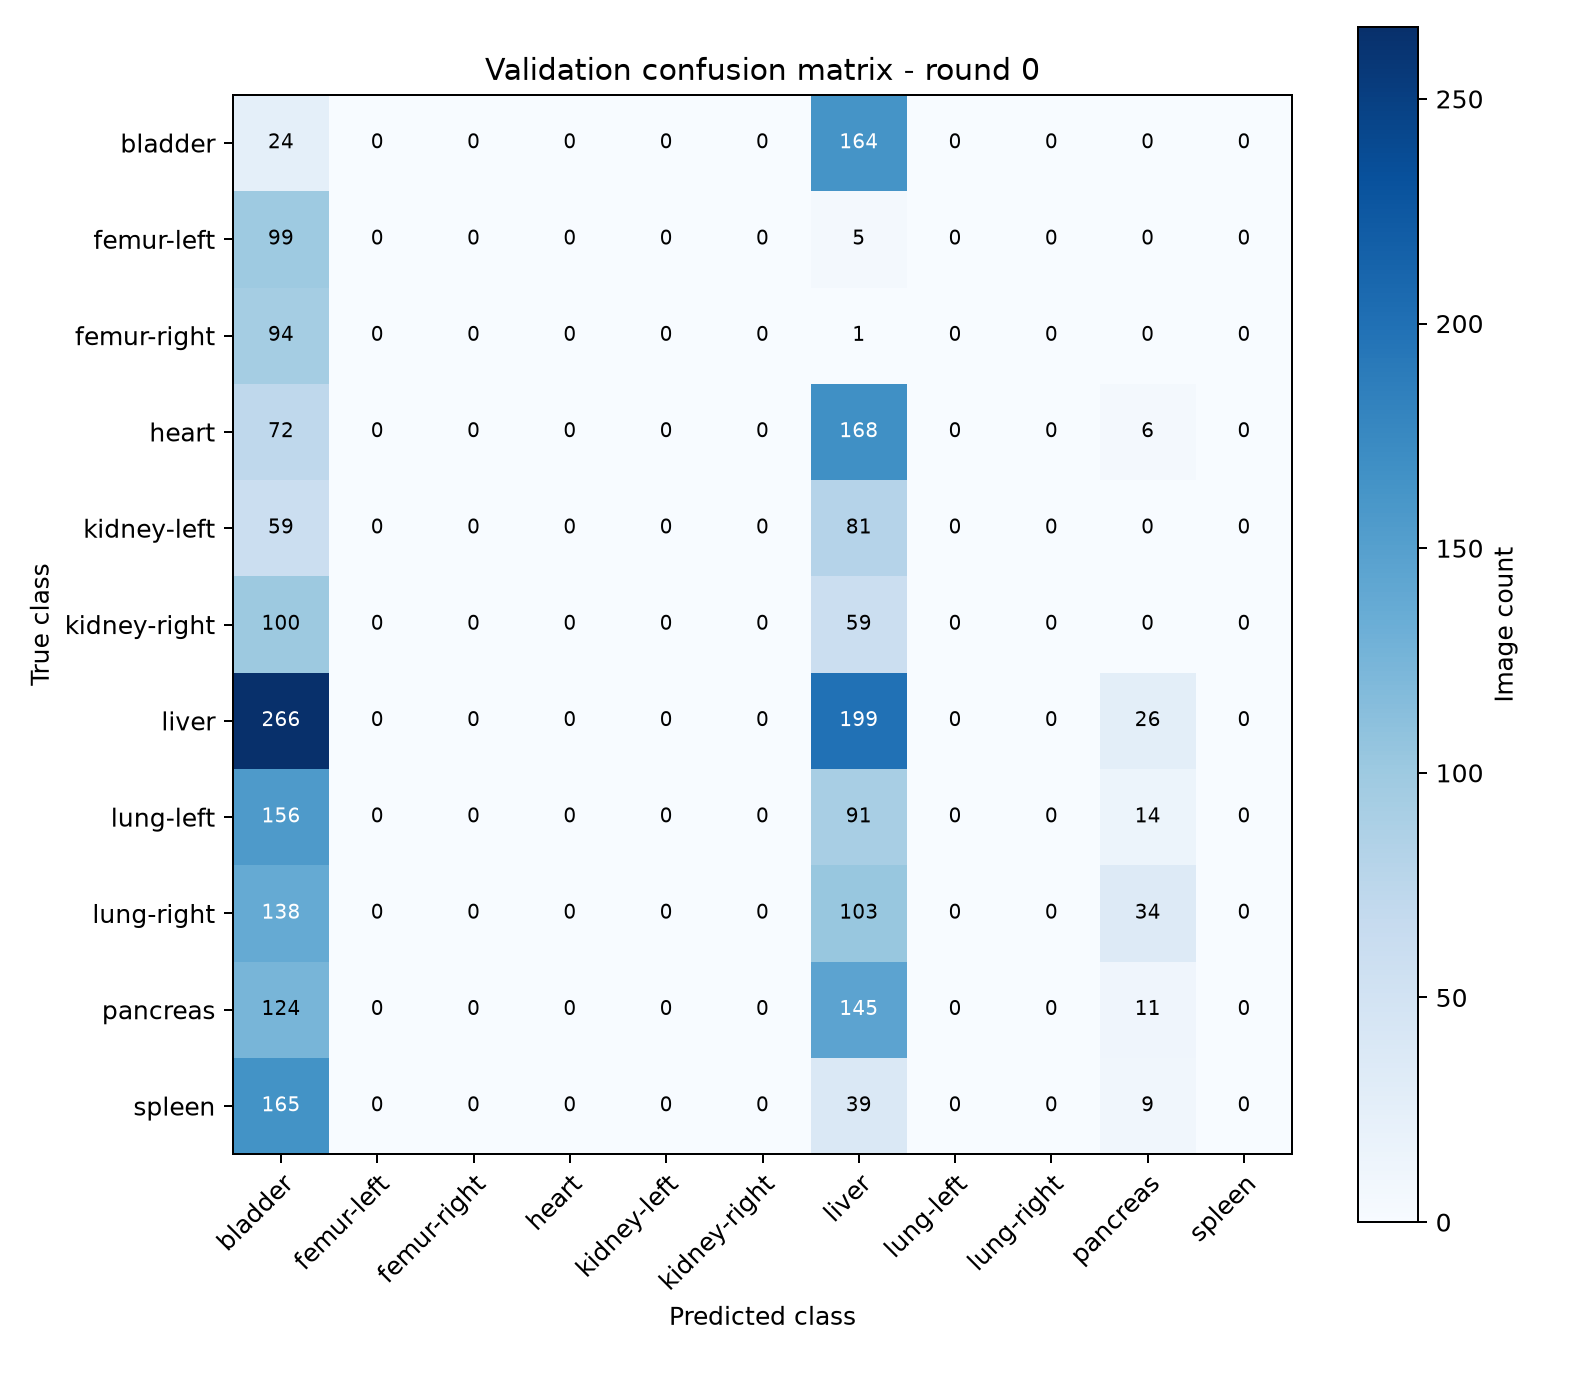 Validation confusion matrix - round 0
True class
bladder 24 0 0 0 0 0 164 0 0 0 0
femur-left 99 0 0 0 0 0 5 0 0 0 0
femur-right 94 0 0 0 0 0 1 0 0 0 0
heart 72 0 0 0 0 0 168 0 0 6 0
kidney-left 59 0 0 0 0 0 81 0 0 0 0
kidney-right 100 0 0 0 0 0 59 0 0 0 0
liver 266 0 0 0 0 0 199 0 0 26 0
lung-left 156 0 0 0 0 0 91 0 0 14 0
lung-right 138 0 0 0 0 0 103 0 0 34 0
pancreas 124 0 0 0 0 0 145 0 0 11 0
spleen 165 0 0 0 0 0 39 0 0 9 0
bladder femur-left femur-right heart kidney-left kidney-right liver lung-left lung-right pancreas spleen
Predicted class
250
200
150
100
50
0
Image count